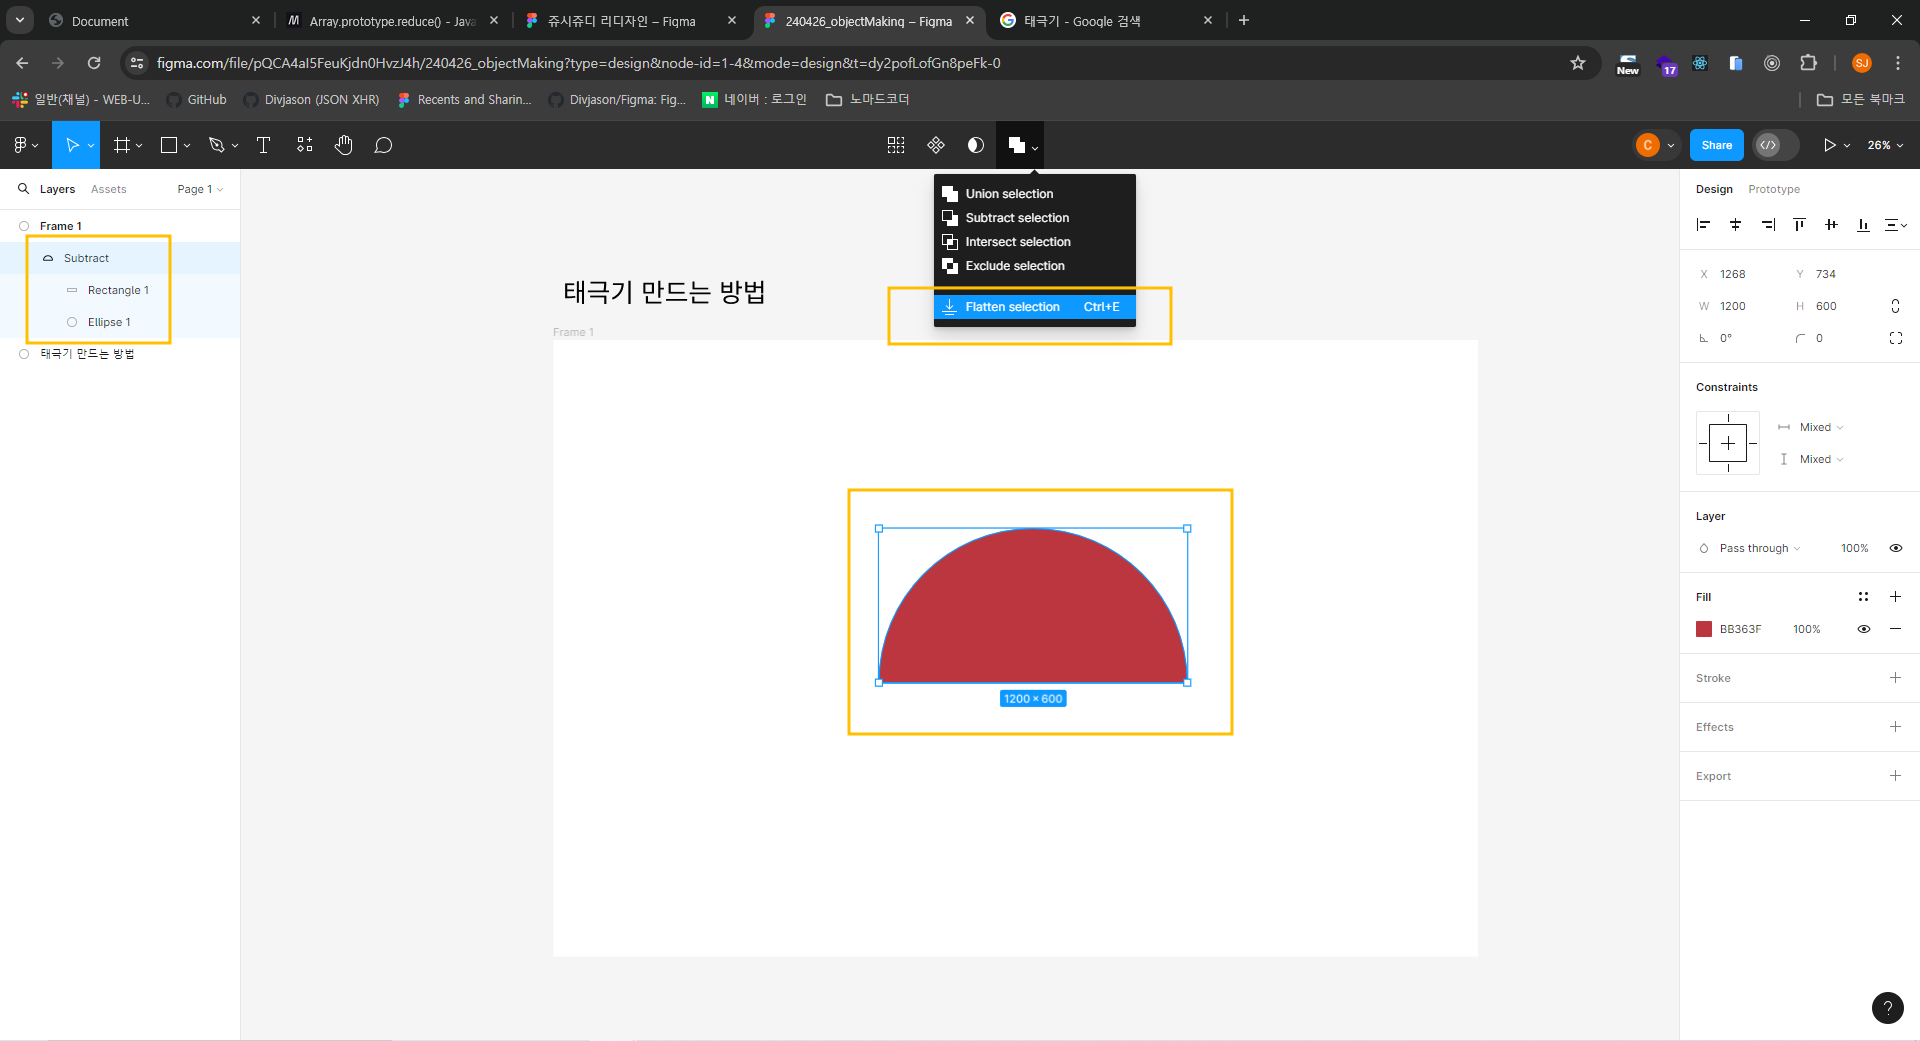 Document
Array.prototype.reduce() - Java
쥬시쥬디 리디자인 – Figma
240426_objectMaking – Figma
태극기 - Google 검색
figma.com/file/pQCA4aI5FeuKjdn0HvzJ4h/240426_objectMaking?type=design&node-id=1-4&mode=design&t=dy2pofLofGn8peFk-0
New
17
SJ
일반(채널) - WEB-U...
GitHub
Divjason (JSON XHR)
Recents and Sharin...
Divjason/Figma: Fig...
N 네이버 : 로그인
노마드코더
모든 북마크
C
Share
26%
Layers
Assets
Page 1
Frame 1
Subtract
Rectangle 1
Ellipse 1
태극기 만드는 방법
Union selection
Subtract selection
Intersect selection
Exclude selection
Flatten selection Ctrl+E
태극기 만드는 방법
Frame 1
1200 × 600
Design
Prototype
X 1268 Y 734
W 1200 H 600
0° 0
Constraints
Mixed
Mixed
Layer
Pass through 100%
Fill
BB363F 100%
Stroke
Effects
Export
?